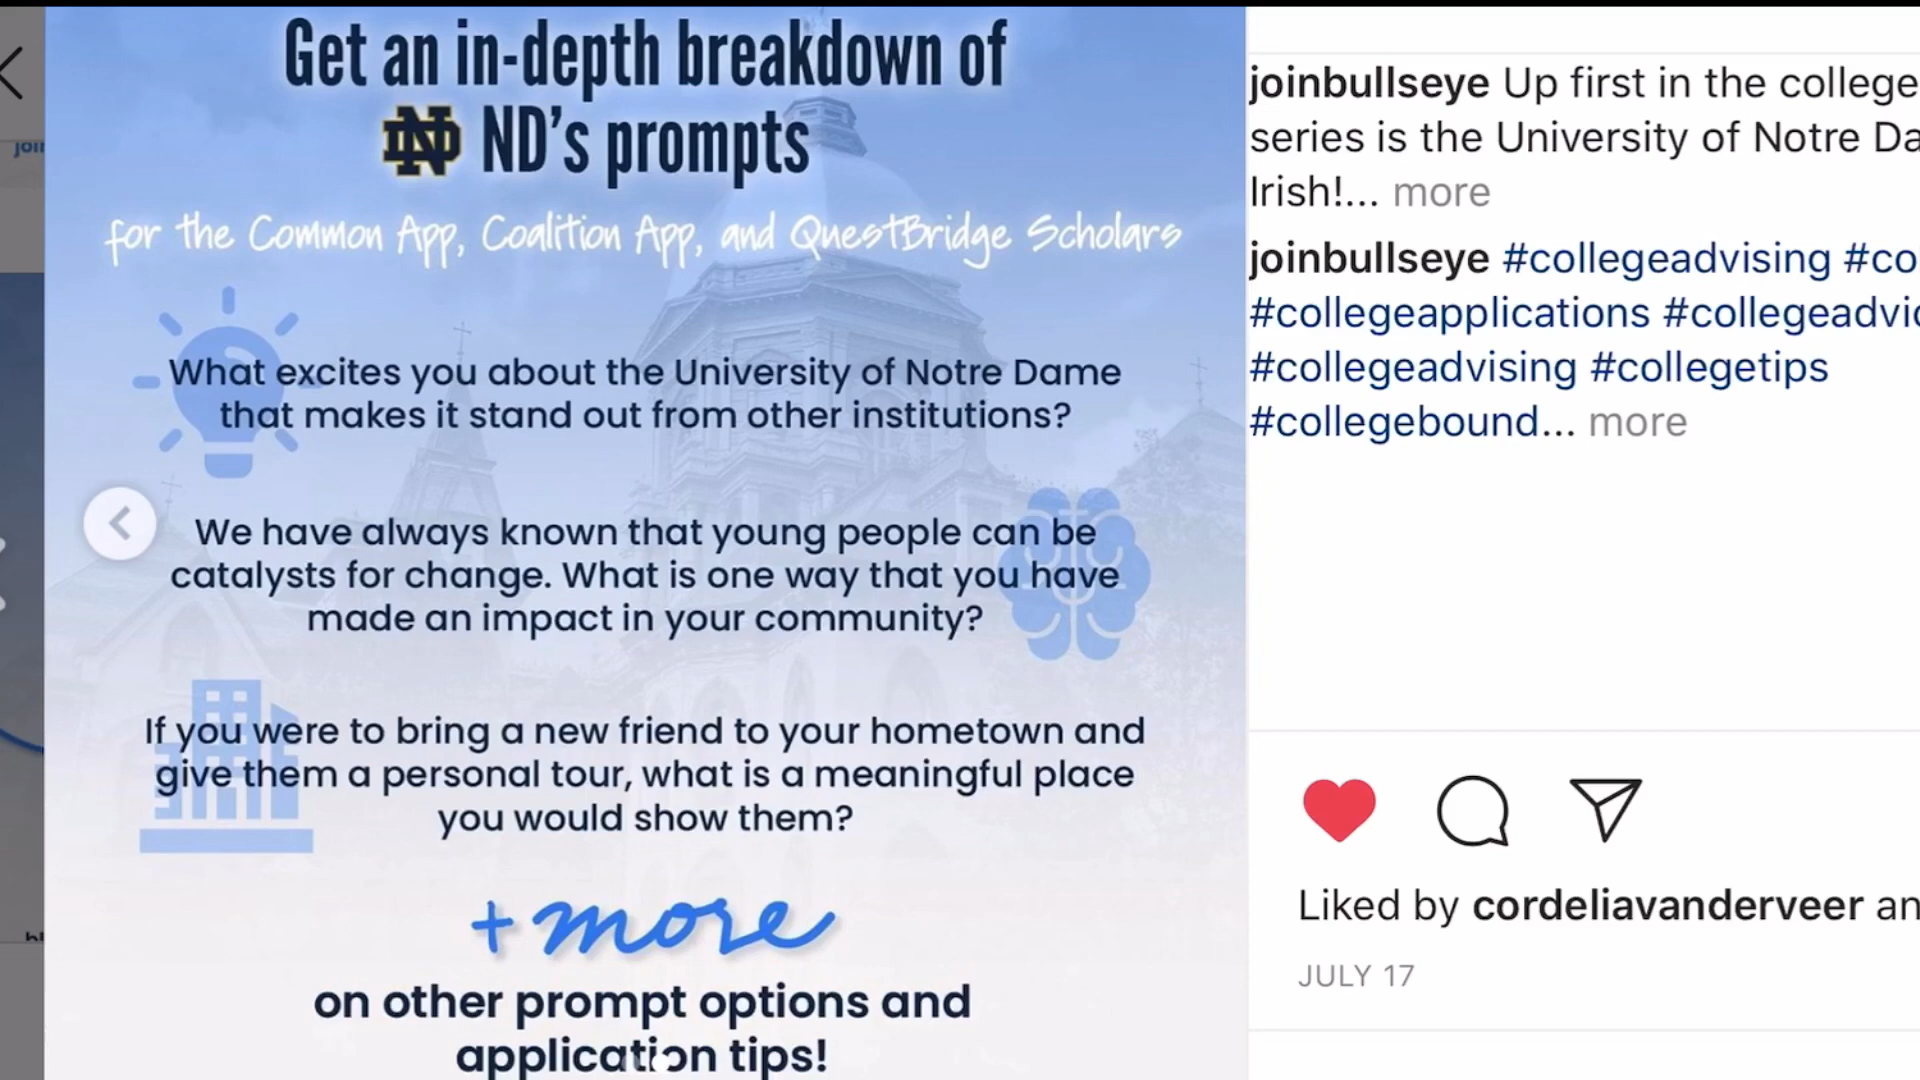 Get an in-depth breakdown of
ND ND's prompts
for the Common App, Coalition App, and QuestBridge Scholars
What excites you about the University of Notre Dame
that makes it stand out from other institutions?
We have always known that young people can be
catalysts for change. What is one way that you have
made an impact in your community?
If you were to bring a new friend to your hometown and
give them a personal tour, what is a meaningful place
you would show them?
+ more
on other prompt options and
application tips!
joinbullseye Up first in the college
series is the University of Notre Da
Irish!... more
joinbullseye #collegeadvising #co
#collegeapplications #collegeadvic
#collegeadvising #collegetips
#collegebound... more
Liked by cordeliavanderveer an
JULY 17
joi